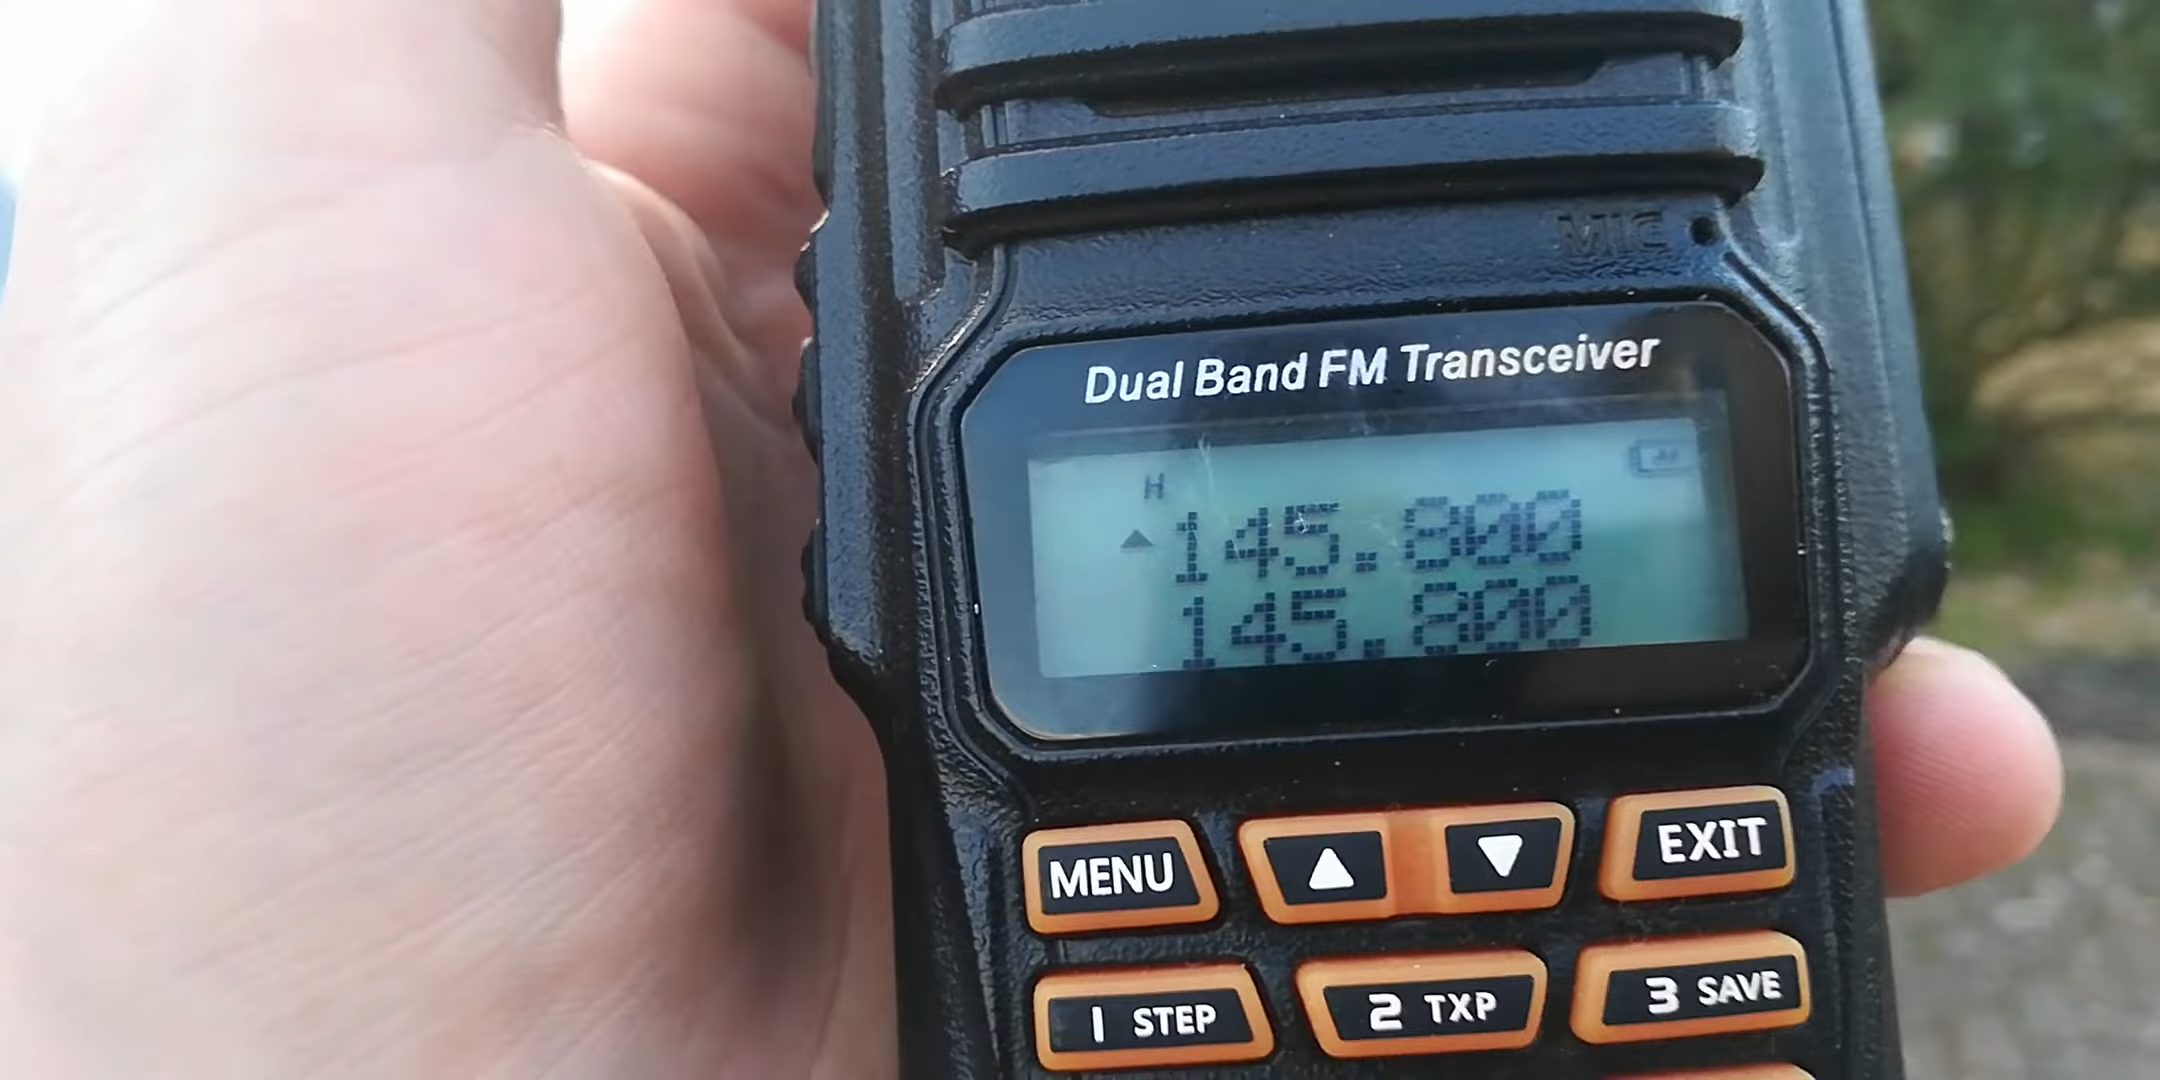 MIC
Dual Band FM Transceiver
H
145.800
145.800
MENU ▲ ▼ EXIT
1 STEP 2 TXP 3 SAVE